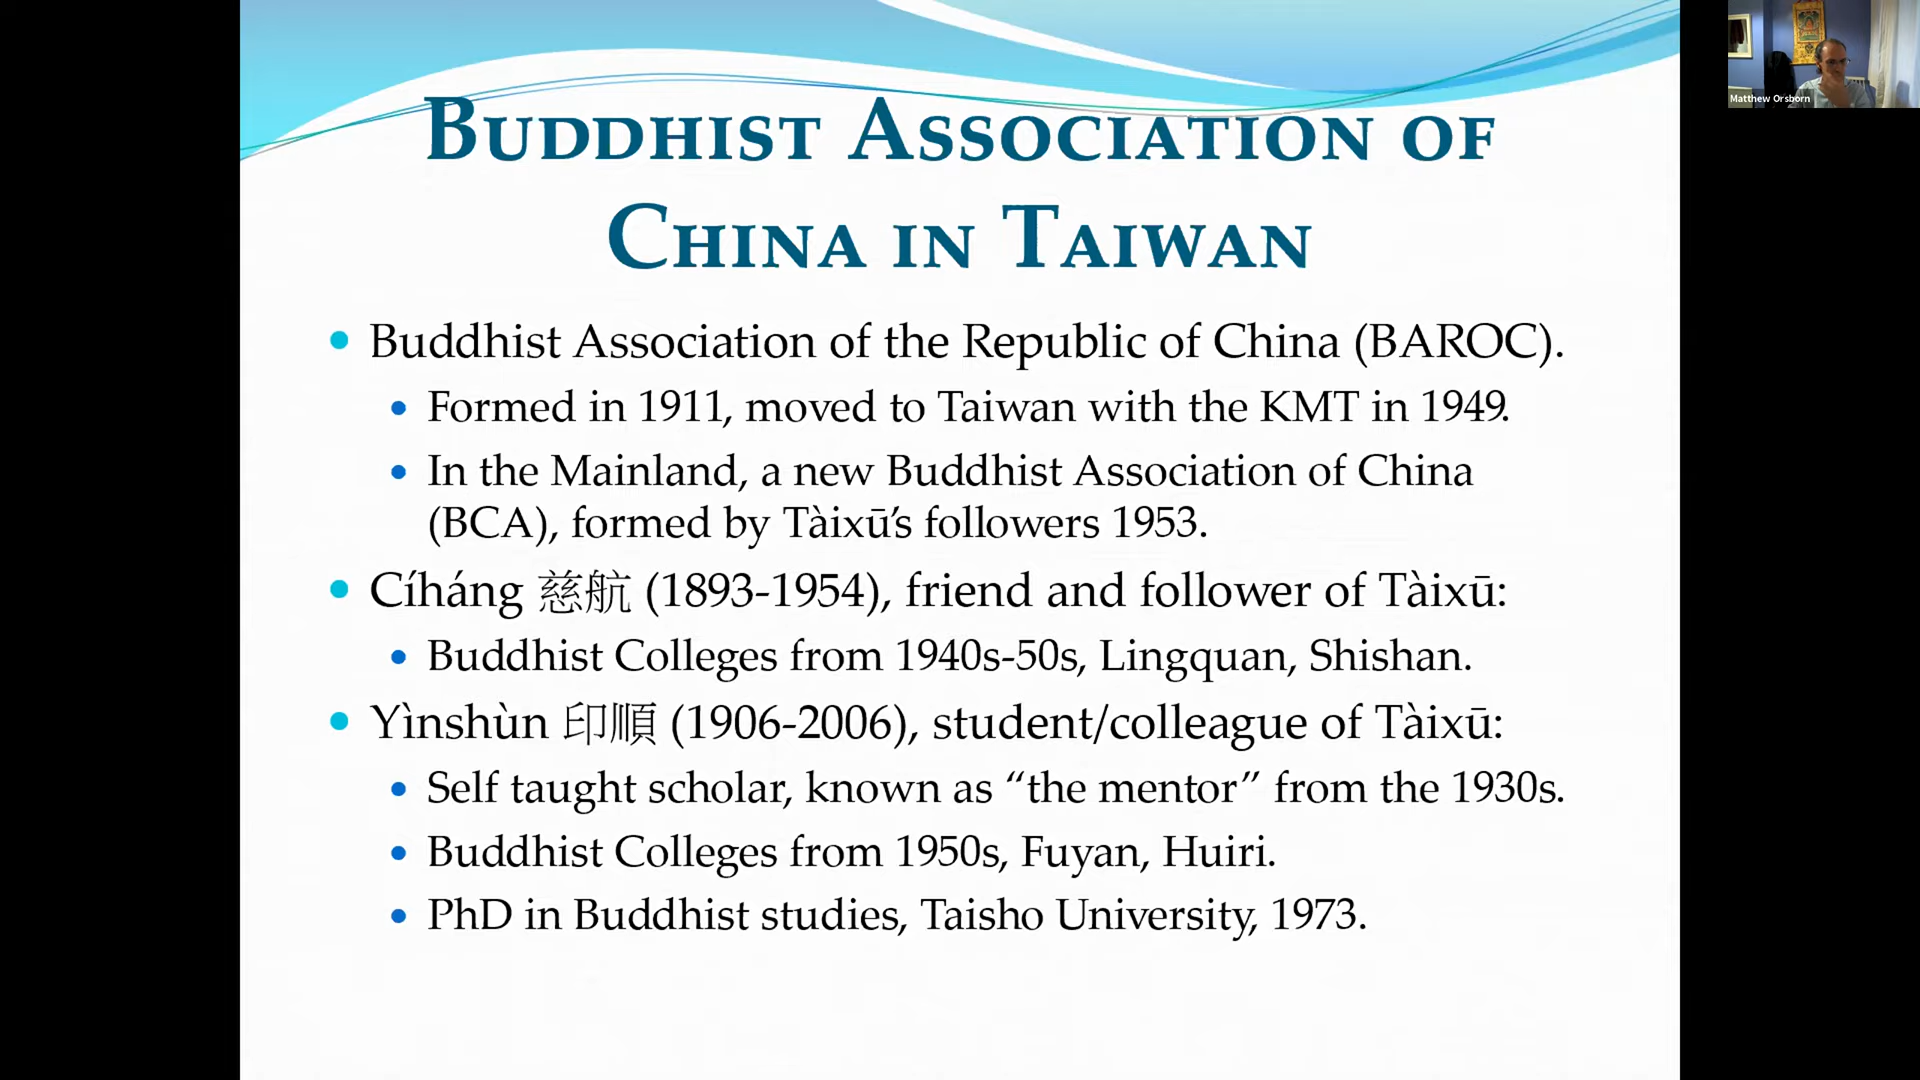 Buddhist Association of
China in Taiwan
• Buddhist Association of the Republic of China (BAROC).
• Formed in 1911, moved to Taiwan with the KMT in 1949.
• In the Mainland, a new Buddhist Association of China
(BCA), formed by Tàixū’s followers 1953.
• Cíháng 慈航 (1893-1954), friend and follower of Tàixū:
• Buddhist Colleges from 1940s-50s, Lingquan, Shishan.
• Yìnshùn 印順 (1906-2006), student/colleague of Tàixū:
• Self taught scholar, known as “the mentor” from the 1930s.
• Buddhist Colleges from 1950s, Fuyan, Huiri.
• PhD in Buddhist studies, Taisho University, 1973.
Matthew Orsborn